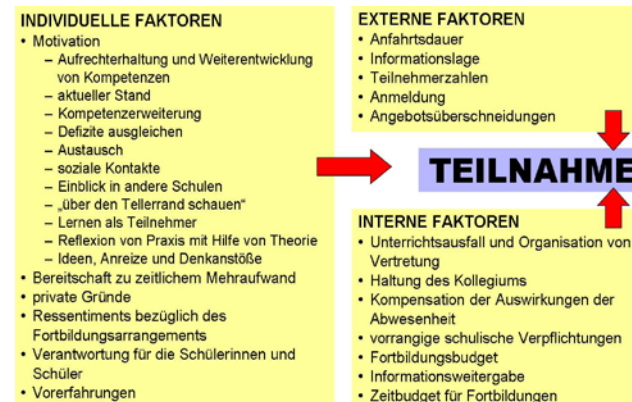 INDIVIDUELLE FAKTOREN
• Motivation
– Aufrechterhaltung und Weiterentwicklung
von Kompetenzen
– aktueller Stand
– Kompetenzerweiterung
– Defizite ausgleichen
– Austausch
– soziale Kontakte
– Einblick in andere Schulen
– „über den Tellerrand schauen“
– Lernen als Teilnehmer
– Reflexion von Praxis mit Hilfe von Theorie
– Ideen, Anreize und Denkanstöße
• Bereitschaft zu zeitlichem Mehraufwand
• private Gründe
• Ressentiments bezüglich des
Fortbildungsarrangements
• Verantwortung für die Schülerinnen und
Schüler
• Vorerfahrungen
EXTERNE FAKTOREN
• Anfahrtsdauer
• Informationslage
• Teilnehmerzahlen
• Anmeldung
• Angebotsüberschneidungen
TEILNAHME
INTERNE FAKTOREN
• Unterrichtsausfall und Organisation von
Vertretung
• Haltung des Kollegiums
• Kompensation der Auswirkungen der
Abwesenheit
• vorrangige schulische Verpflichtungen
• Fortbildungsbudget
• Informationsweitergabe
• Zeitbudget für Fortbildungen